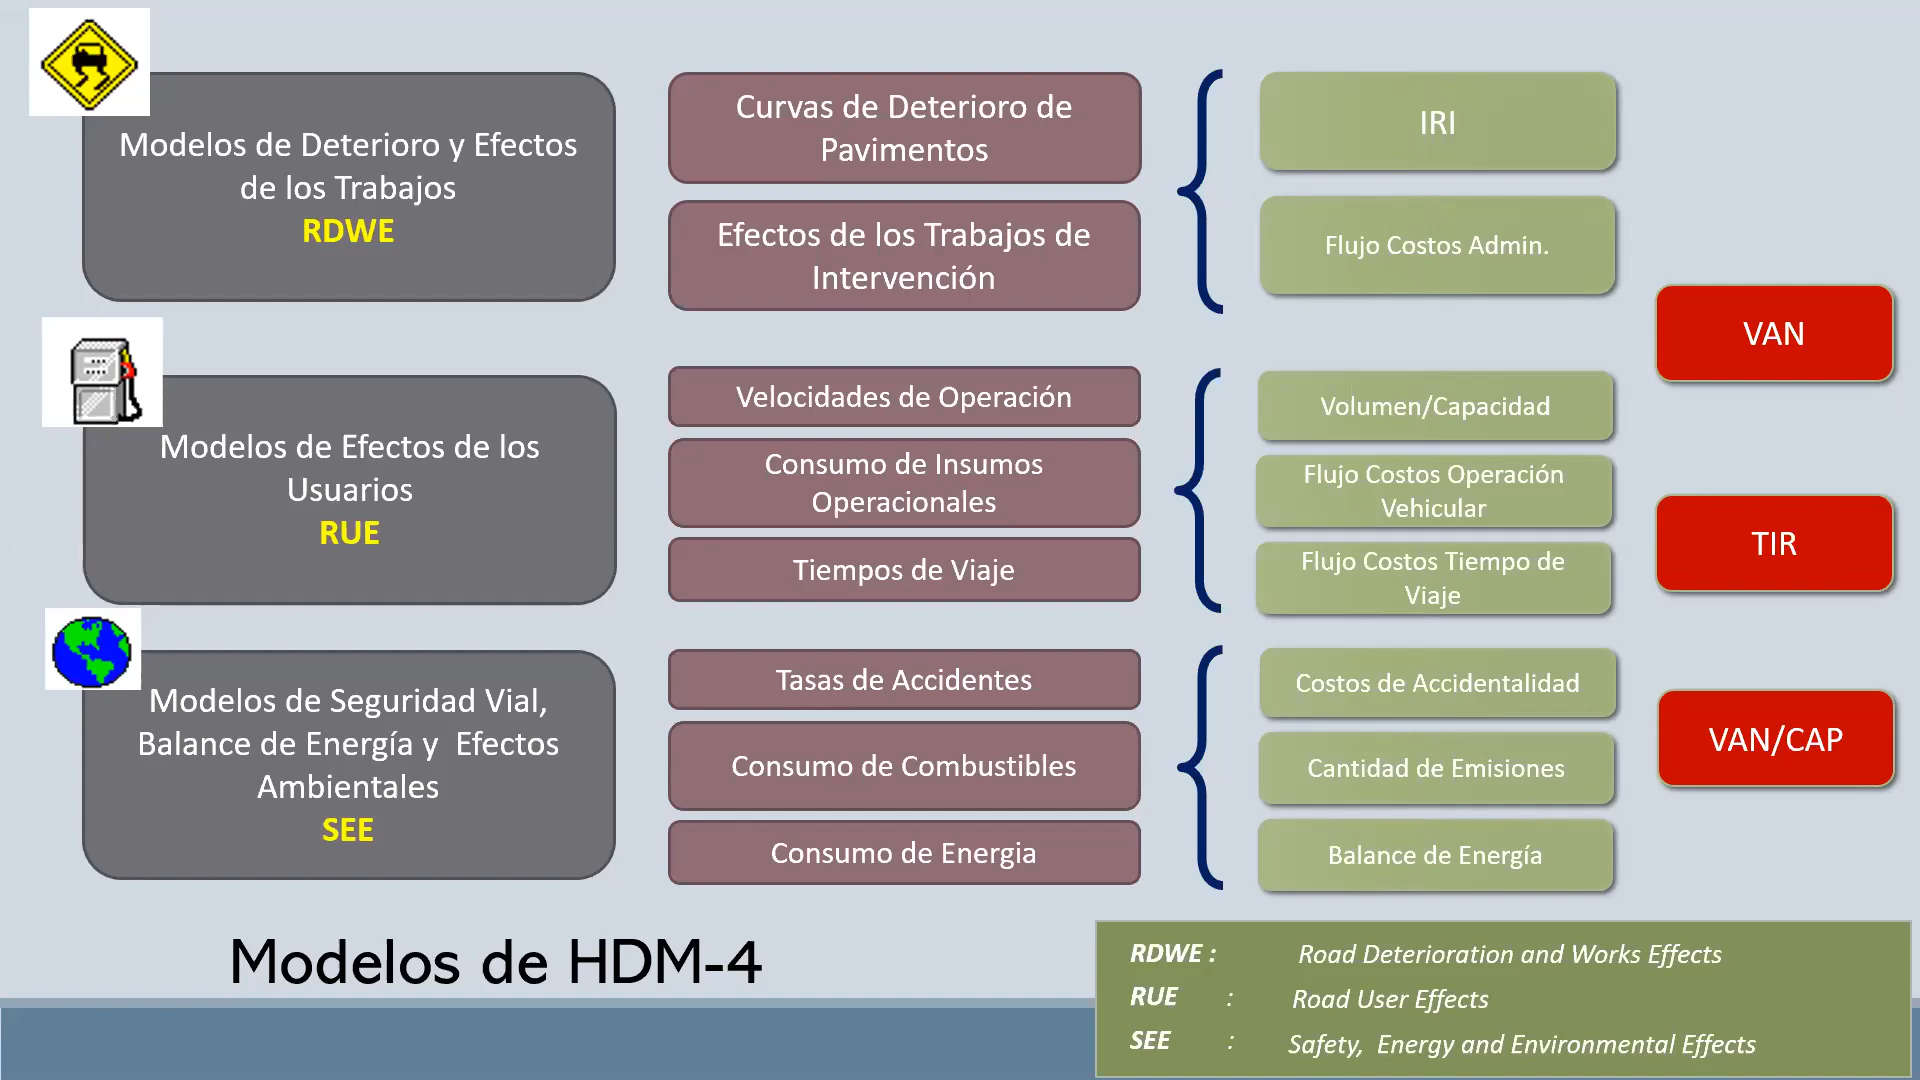 Modelos de Deterioro y Efectos
de los Trabajos
RDWE
Curvas de Deterioro de
Pavimentos
Efectos de los Trabajos de
Intervención
IRI
Flujo Costos Admin.
Modelos de Efectos de los
Usuarios
RUE
Velocidades de Operación
Consumo de Insumos
Operacionales
Tiempos de Viaje
Volumen/Capacidad
Flujo Costos Operación
Vehicular
Flujo Costos Tiempo de
Viaje
Modelos de Seguridad Vial,
Balance de Energía y  Efectos
Ambientales
SEE
Tasas de Accidentes
Consumo de Combustibles
Consumo de Energia
Costos de Accidentalidad
Cantidad de Emisiones
Balance de Energía
VAN
TIR
VAN/CAP
Modelos de HDM-4
RDWE : Road Deterioration and Works Effects
RUE : Road User Effects
SEE : Safety,  Energy and Environmental Effects